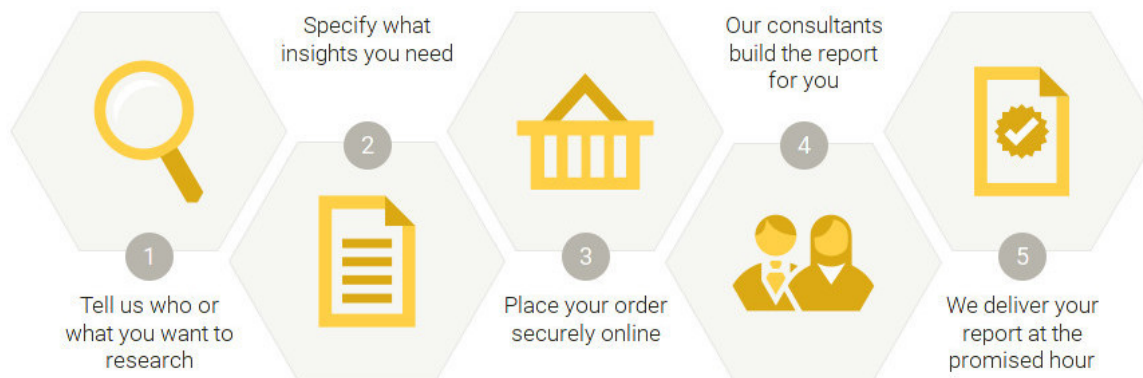 1
Tell us who or
what you want to
research
Specify what
insights you need
2
3
Place your order
securely online
Our consultants
build the report
for you
4
5
We deliver your
report at the
promised hour